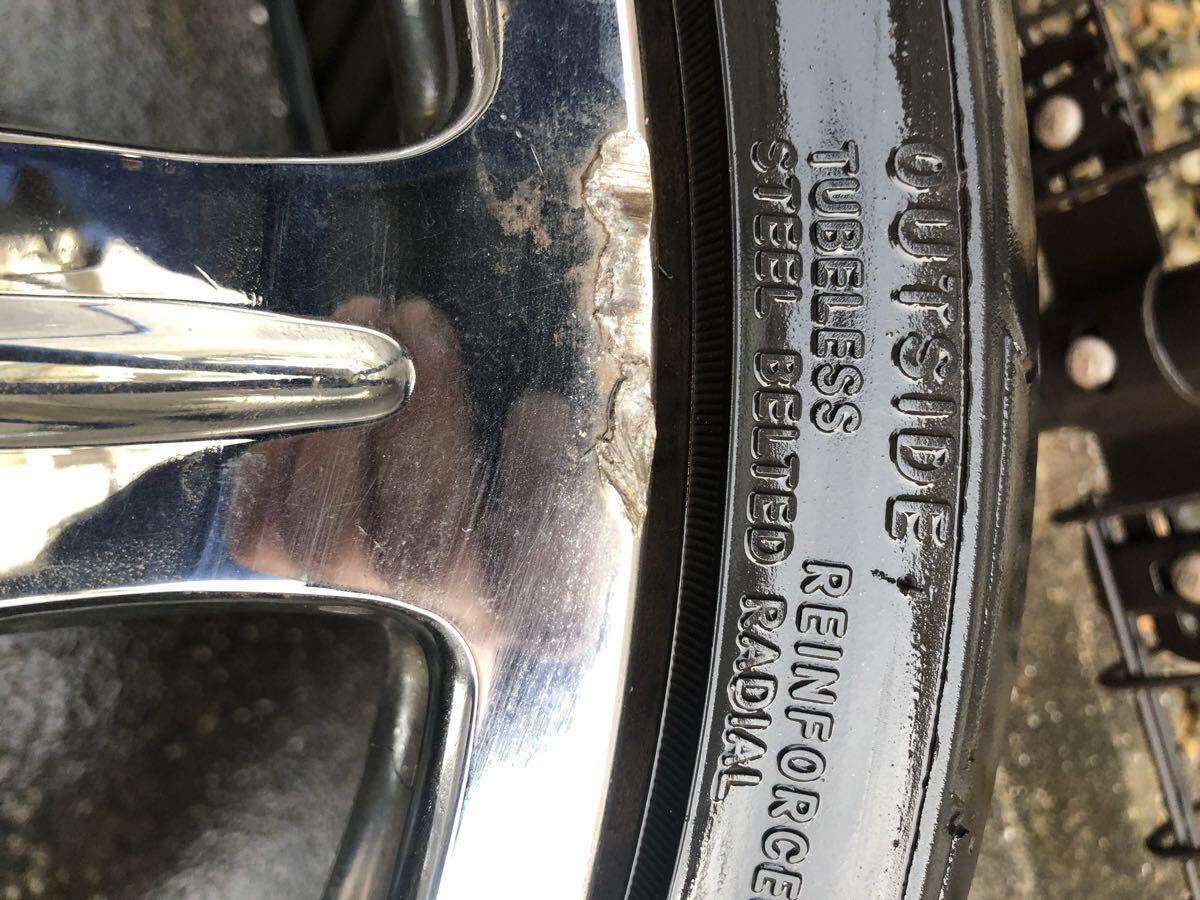 OUTSIDE
TUBELESS
STEEL BELTED RADIAL
REINFORCE